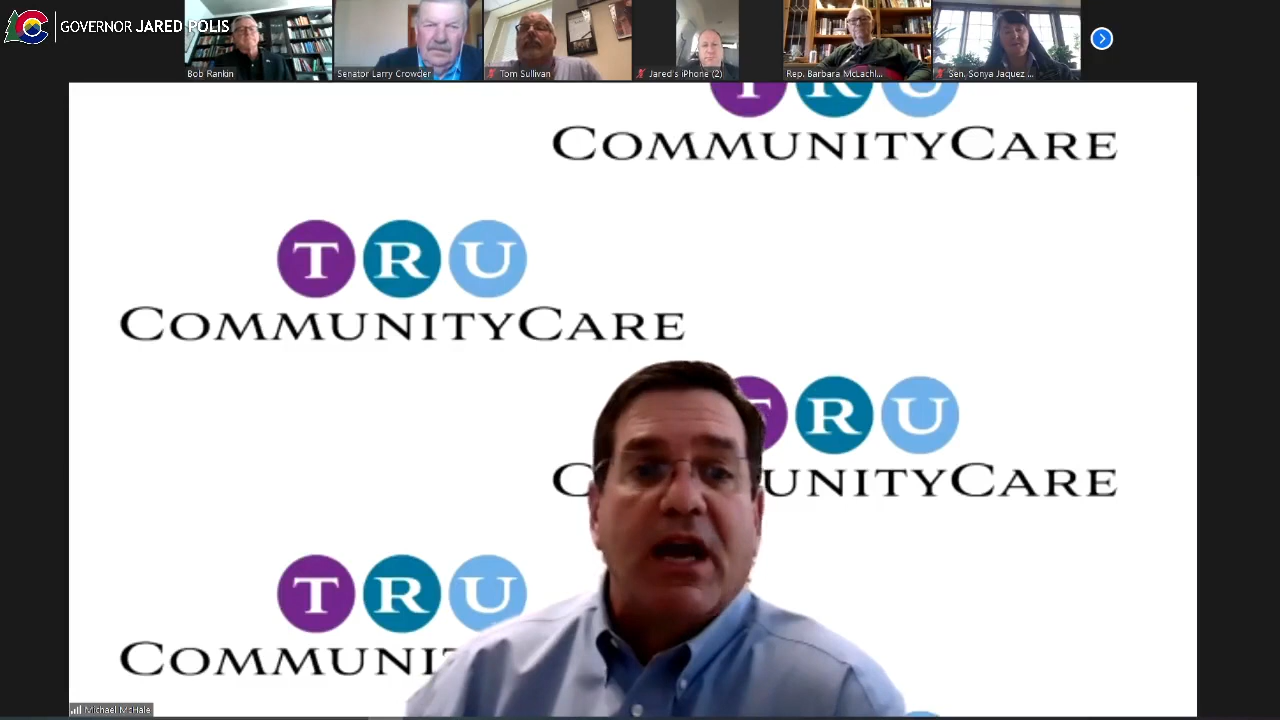 GOVERNOR JARED POLIS
Bob Rankin
Senator Larry Crowder
Tom Sullivan
Jared's iPhone (2)
Rep. Barbara McLachl...
Sen. Sonya Jaquez ...
TRU
COMMUNITYCARE
TRU
COMMUNITYCARE
TRU
C UNITYCARE
TRU
COMMUNIT
Michael McHale